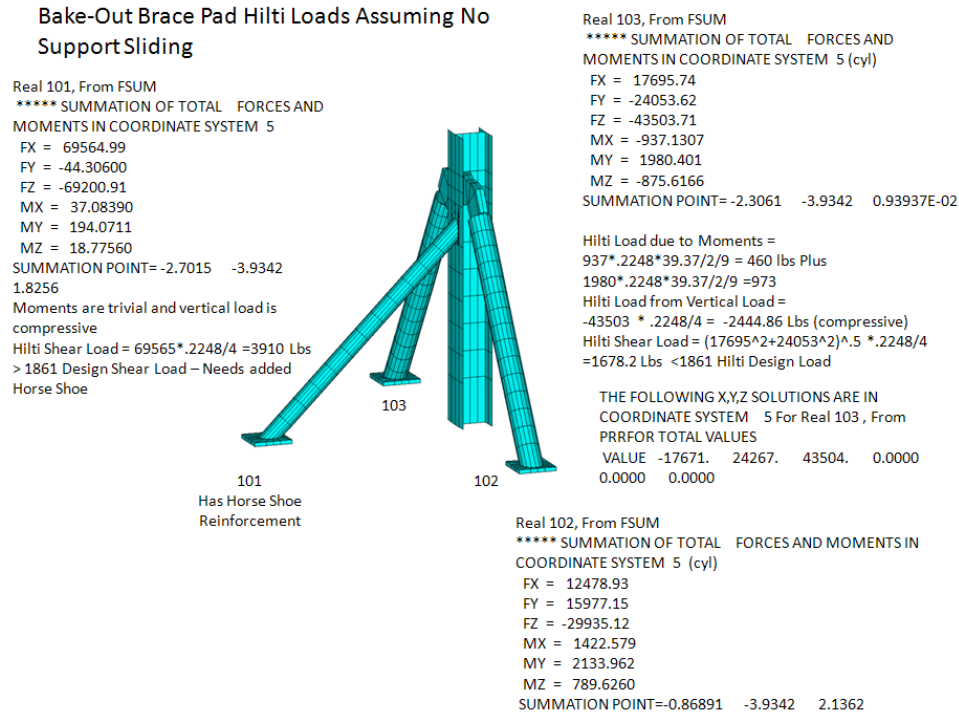 Bake-Out Brace Pad Hilti Loads Assuming No
Support Sliding
Real 101, From FSUM
***** SUMMATION OF TOTAL FORCES AND
MOMENTS IN COORDINATE SYSTEM 5
FX = 69564.99
FY = -44.30600
FZ = -69200.91
MX = 37.08390
MY = 194.0711
MZ = 18.77560
SUMMATION POINT= -2.7015 -3.9342
1.8256
Moments are trivial and vertical load is
compressive
Hilti Shear Load = 69565*.2248/4 =3910 Lbs
> 1861 Design Shear Load – Needs added
Horse Shoe
101
Has Horse Shoe
Reinforcement
103
102
Real 103, From FSUM
***** SUMMATION OF TOTAL FORCES AND
MOMENTS IN COORDINATE SYSTEM 5 (cyl)
FX = 17695.74
FY = -24053.62
FZ = -43503.71
MX = -937.1307
MY = 1980.401
MZ = -875.6166
SUMMATION POINT= -2.3061 -3.9342 0.93937E-02
Hilti Load due to Moments =
937*.2248*39.37/2/9 = 460 lbs Plus
1980*.2248*39.37/2/9 =973
Hilti Load from Vertical Load =
-43503 * .2248/4 = -2444.86 Lbs (compressive)
Hilti Shear Load = (17695^2+24053^2)^.5 *.2248/4
=1678.2 Lbs <1861 Hilti Design Load
THE FOLLOWING X,Y,Z SOLUTIONS ARE IN
COORDINATE SYSTEM 5 For Real 103 , From
PRRFOR TOTAL VALUES
VALUE -17671. 24267. 43504. 0.0000
0.0000 0.0000
Real 102, From FSUM
***** SUMMATION OF TOTAL FORCES AND MOMENTS IN
COORDINATE SYSTEM 5 (cyl)
FX = 12478.93
FY = 15977.15
FZ = -29935.12
MX = 1422.579
MY = 2133.962
MZ = 789.6260
SUMMATION POINT=-0.86891 -3.9342 2.1362